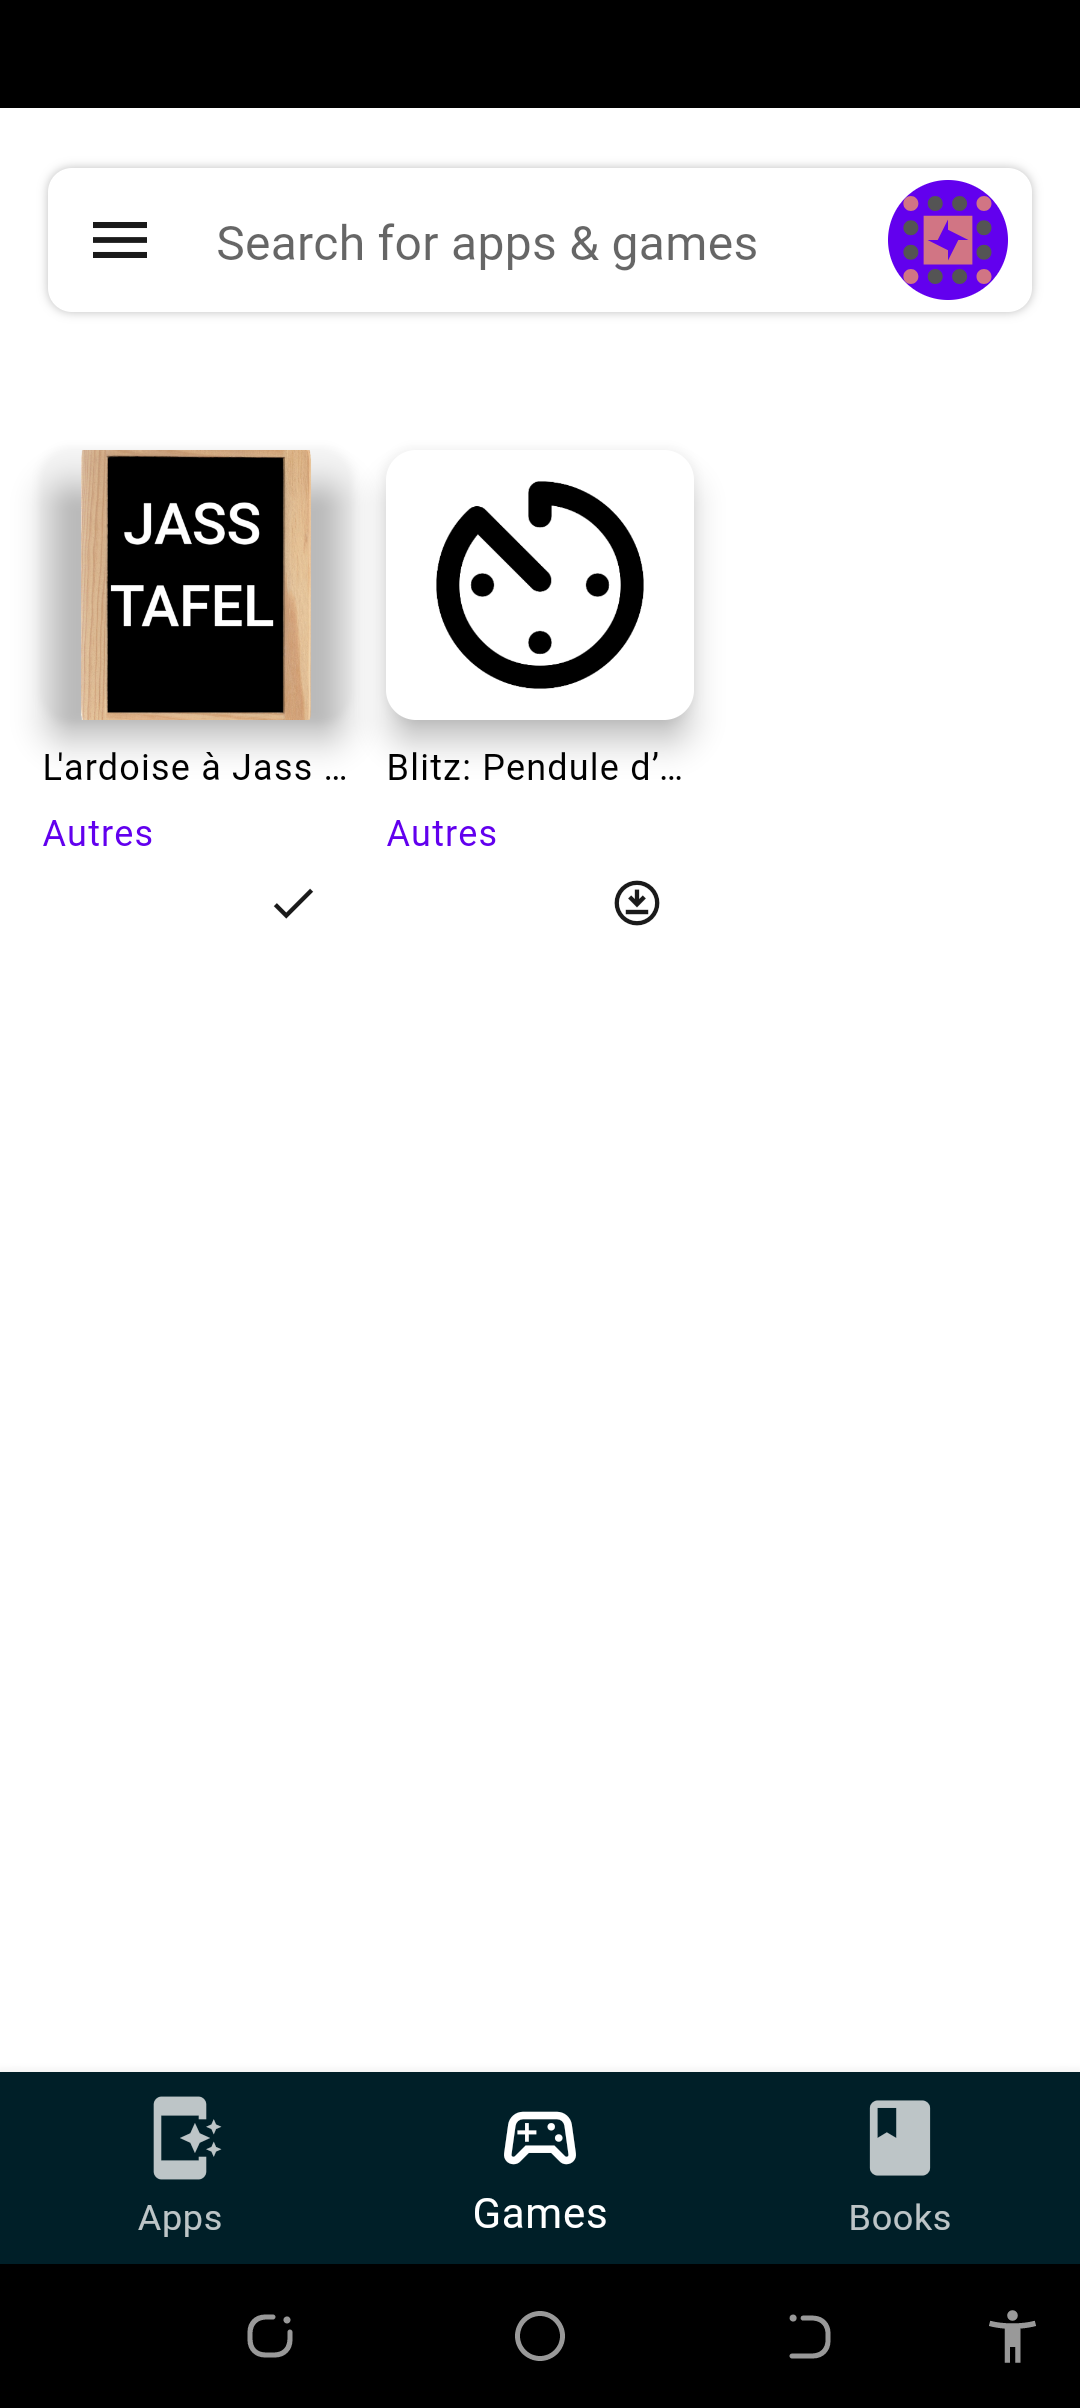 Search for apps & games
JASS
TAFEL
L'ardoise à Jass ...
Blitz: Pendule d’...
Autres
Autres
Apps
Games
Books